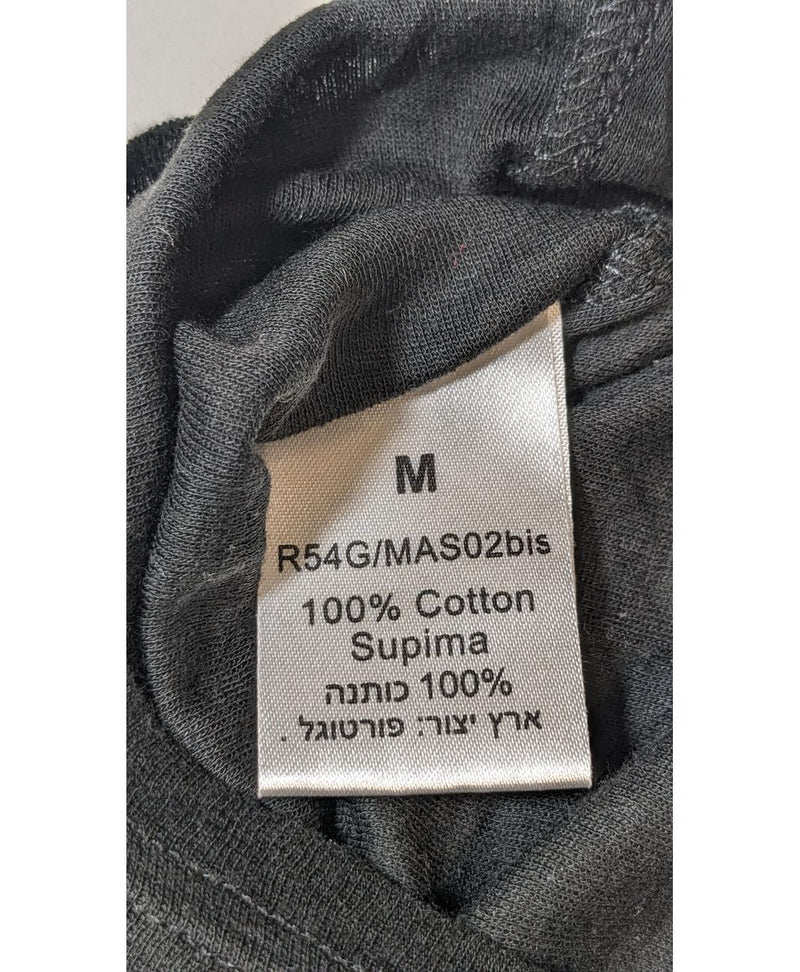 M
R54G/MAS02bis
100% Cotton
Supima
100% כותנה
ארץ יצור: פורטוגל .